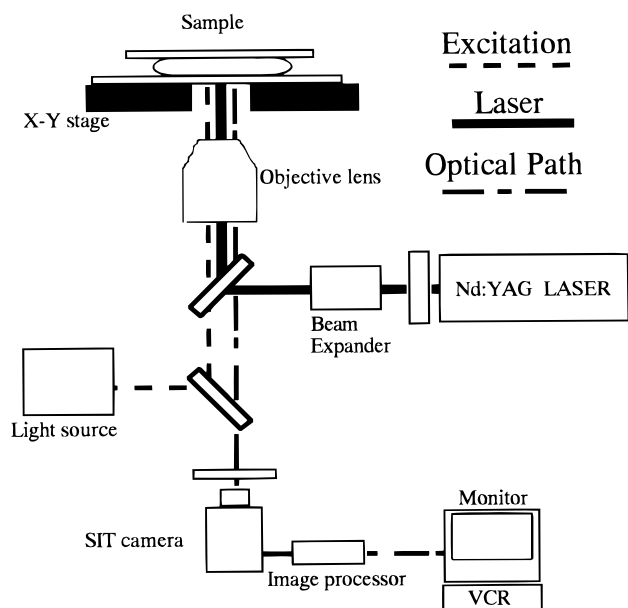 Sample
Excitation
Laser
X-Y stage
Optical Path
Objective lens
Nd:YAG LASER
Beam
Expander
Light source
Monitor
SIT camera
Image processor
VCR